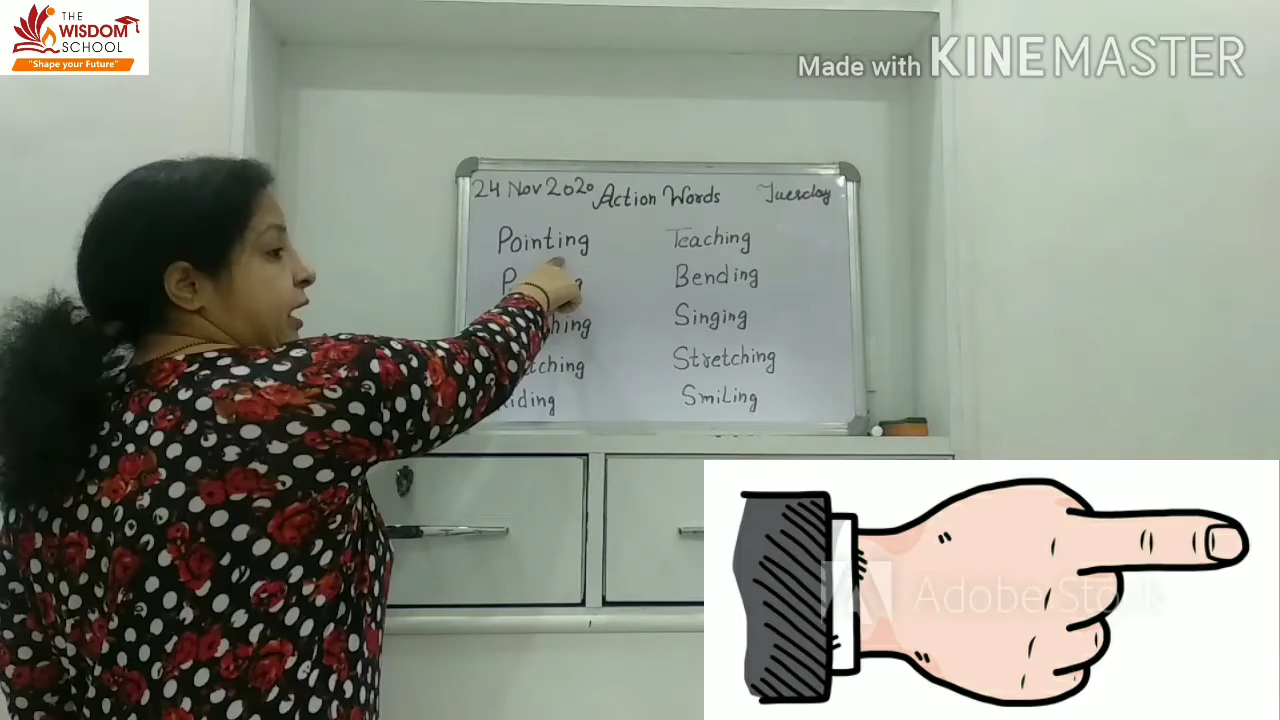 THE
WISDOM
SCHOOL
"Shape your Future"
Made with KINEMASTER
24 Nov 2020 Action Words Tuesday
Pointing Teaching
Bending
Singing
Stretching
Smiling
Adobe Stock